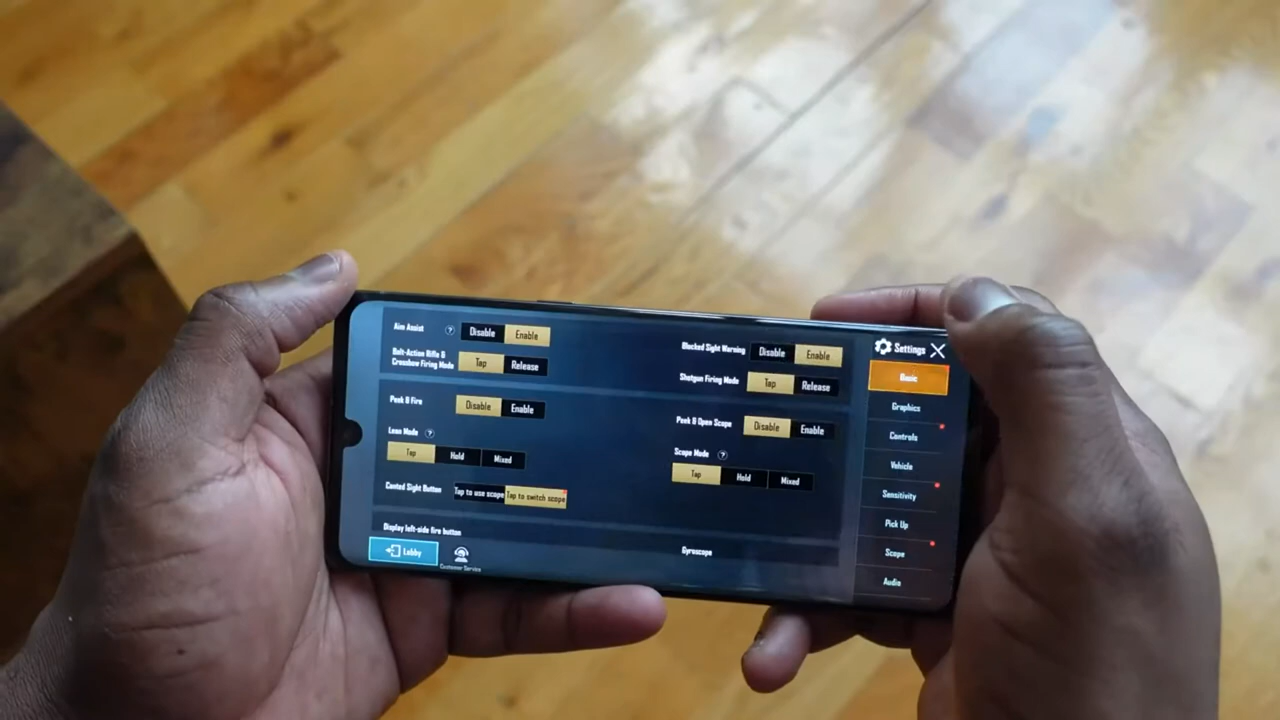 Aim Assist ? Disable Enable
Blocked Sight Warning Disable Enable
Bolt-Action Rifle &
Crossbow Firing Mode Tap Release
Shotgun Firing Mode Tap Release
Peek & Fire Disable Enable
Peek & Open Scope Disable Enable
Lean Mode ?
Tap Hold Mixed
Scope Mode ?
Tap Hold Mixed
Canted Sight Button Tap to use scope Tap to switch scope
Display left-side fire button
Gyroscope
Lobby
Customer Service
Settings
Basic
Graphics
Controls
Vehicle
Sensitivity
Pick Up
Scope
Audio